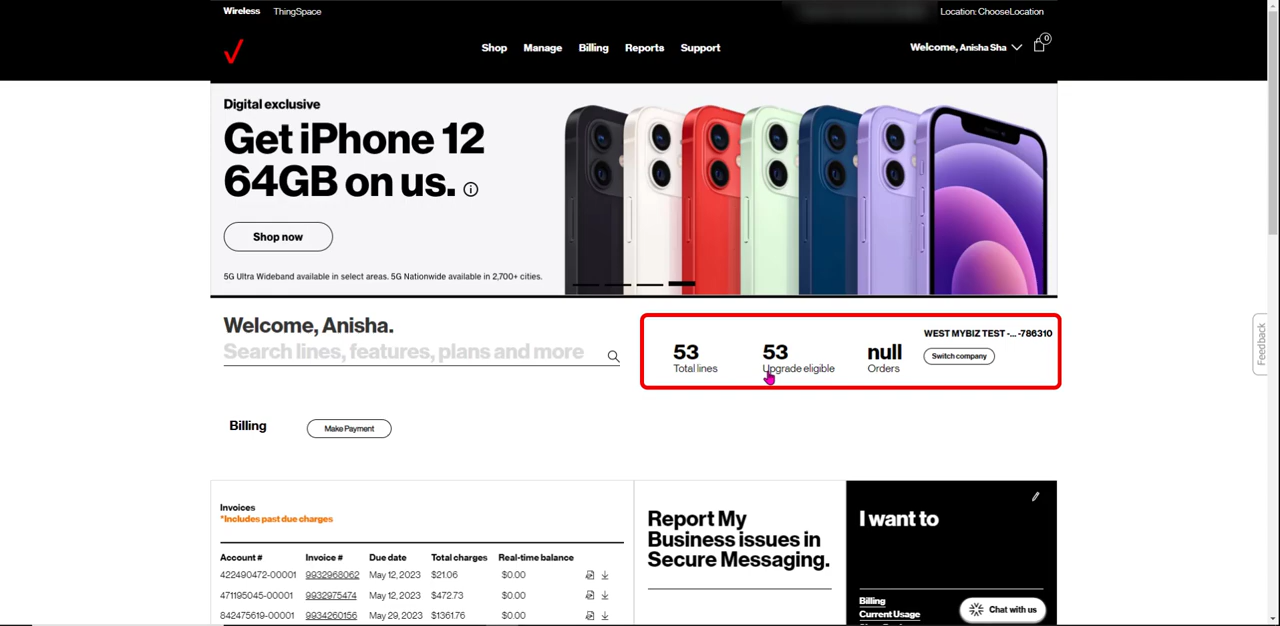 Wireless ThingSpace
Location: ChooseLocation
Shop Manage Billing Reports Support
Welcome, Anisha Sha
0
Digital exclusive
Get iPhone 12
64GB on us.
Shop now
5G Ultra Wideband available in select areas. 5G Nationwide available in 2,700+ cities.
Welcome, Anisha.
Search lines, features, plans and more
53
Total lines
53
Upgrade eligible
null
Orders
WEST MYBIZ TEST -... -786310
Switch company
Feedback
Billing
Make Payment
Invoices
*Includes past due charges
Account # Invoice # Due date Total charges Real-time balance
422490472-00001 9932968062 May 12, 2023 $21.06 $0.00
471195045-00001 9932975474 May 12, 2023 $472.73 $0.00
842475619-00001 9934260156 May 29, 2023 $1361.76 $0.00
Report My
Business issues in
Secure Messaging.
I want to
Billing
Current Usage
Chat with us